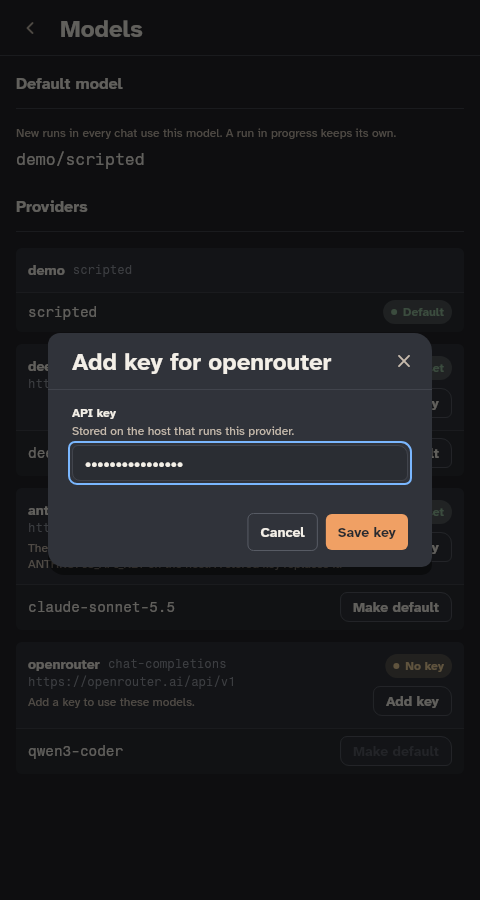 Models
Default model
New runs in every chat use this model. A run in progress keeps its own.
demo/scripted
Providers
demo scripted
scripted
Default
Add key for openrouter
API key
Stored on the host that runs this provider.
••••••••••••••••
Cancel
Save key
claude-sonnet-5.5
Make default
openrouter chat-completions
No key
https://openrouter.ai/api/v1
Add a key to use these models.
Add key
qwen3-coder
Make default